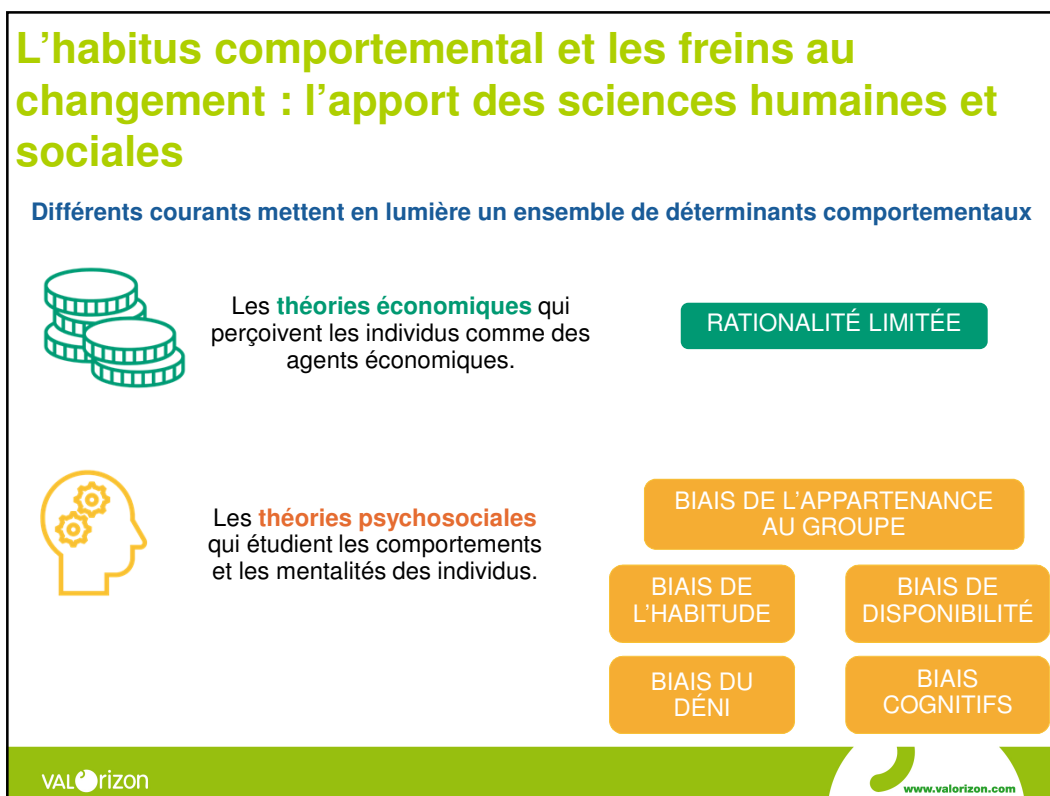 L’habitus comportemental et les freins au
changement : l’apport des sciences humaines et
sociales
Différents courants mettent en lumière un ensemble de déterminants comportementaux
Les théories économiques qui
perçoivent les individus comme des
agents économiques.
RATIONALITÉ LIMITÉE
Les théories psychosociales
qui étudient les comportements
et les mentalités des individus.
BIAIS DE L’APPARTENANCE
AU GROUPE
BIAIS DE
L’HABITUDE
BIAIS DE
DISPONIBILITÉ
BIAIS DU
DÉNI
BIAIS
COGNITIFS
VALOrizon
www.valorizon.com